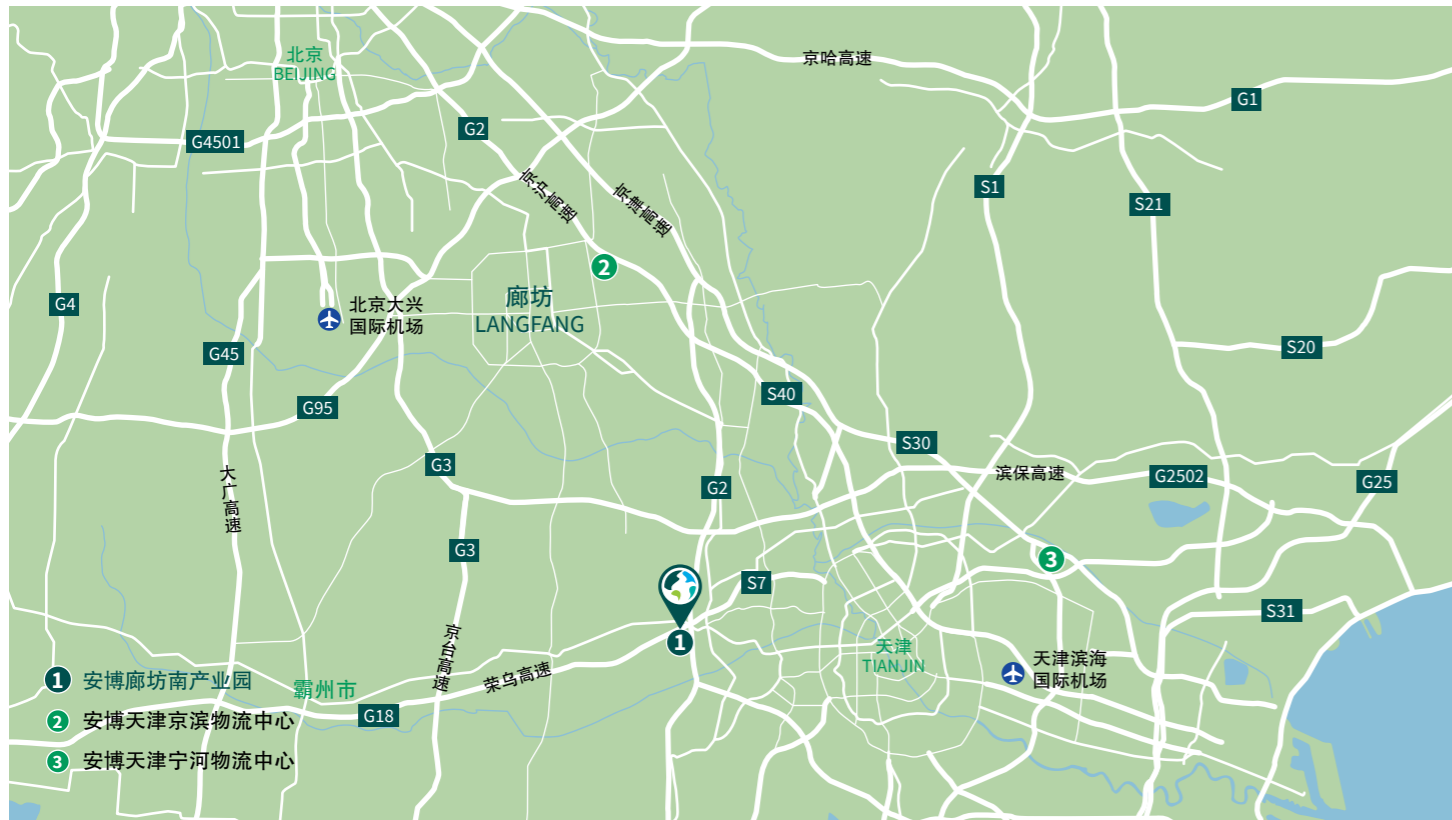 北京
BEIJING
京哈高速
G1
G2
G4501
京沪高速
京津高速
S1
S21
2
廊坊
LANGFANG
G4
北京大兴
国际机场
G45
S20
G95
S40
S30
G3
滨保高速
G2502
G25
大广高速
G2
G3
3
S7
S31
1
京台高速
荣乌高速
天津
TIANJIN
天津滨海
国际机场
霸州市
G18
1 安博廊坊南产业园
2 安博天津京滨物流中心
3 安博天津宁河物流中心